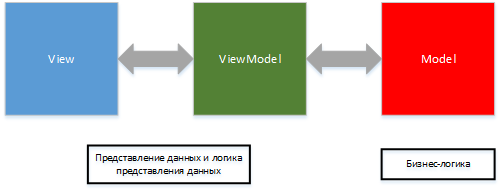 View
ViewModel
Model
Представление данных и логика
представления данных
Бизнес-логика